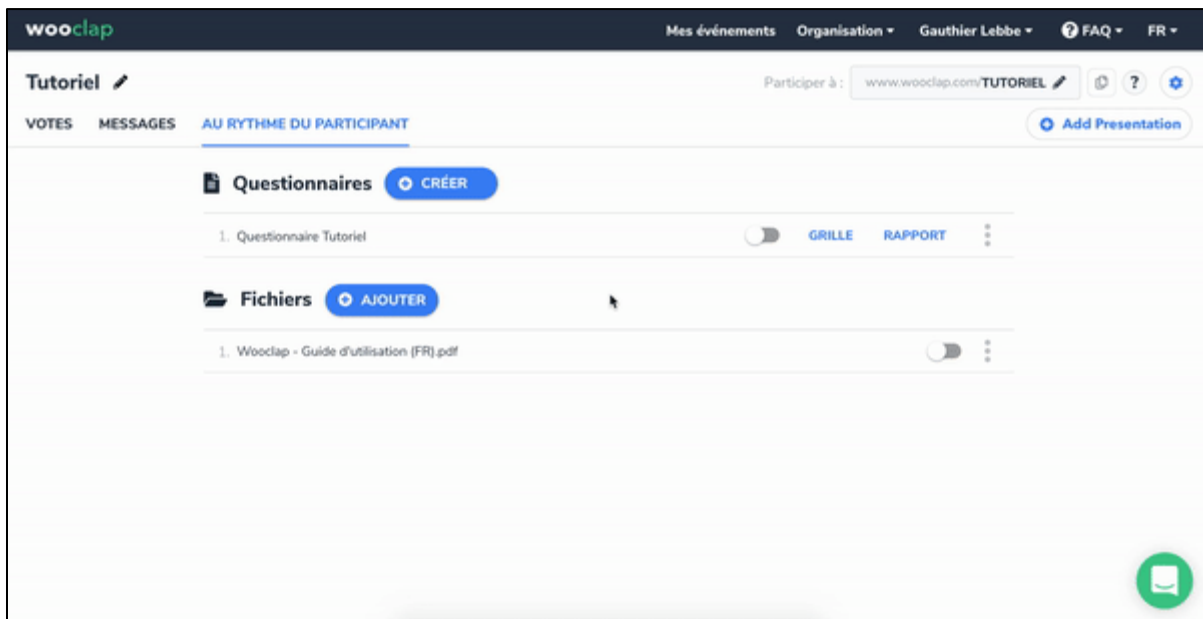 wooclap Mes événements Organisation Gauthier Lebbe ? FAQ FR
Tutoriel Participer à : www.wooclap.com/TUTORIEL ?
VOTES MESSAGES AU RYTHME DU PARTICIPANT Add Presentation
Questionnaires CRÉER
1. Questionnaire Tutoriel GRILLE RAPPORT
Fichiers AJOUTER
1. Wooclap - Guide d'utilisation (FR).pdf